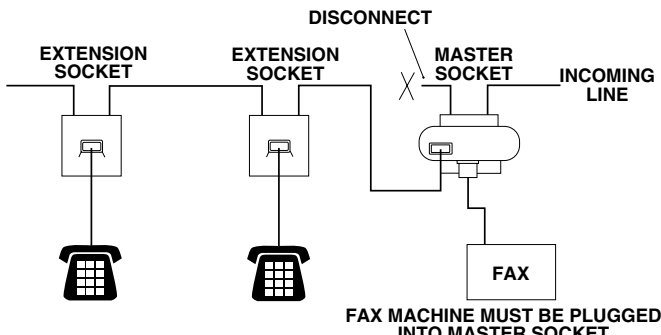 DISCONNECT
EXTENSION
SOCKET
EXTENSION
SOCKET
MASTER
SOCKET
INCOMING
LINE
FAX
FAX MACHINE MUST BE PLUGGED
INTO MASTER SOCKET